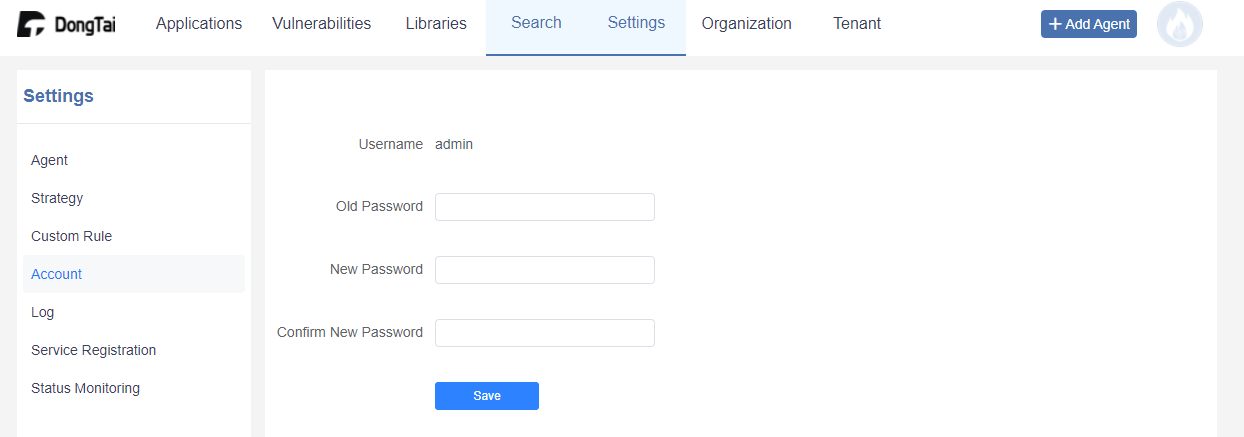 DongTai Applications Vulnerabilities Libraries Search Settings Organization Tenant + Add Agent
Settings
Agent
Strategy
Custom Rule
Account
Log
Service Registration
Status Monitoring
Username admin
Old Password
New Password
Confirm New Password
Save